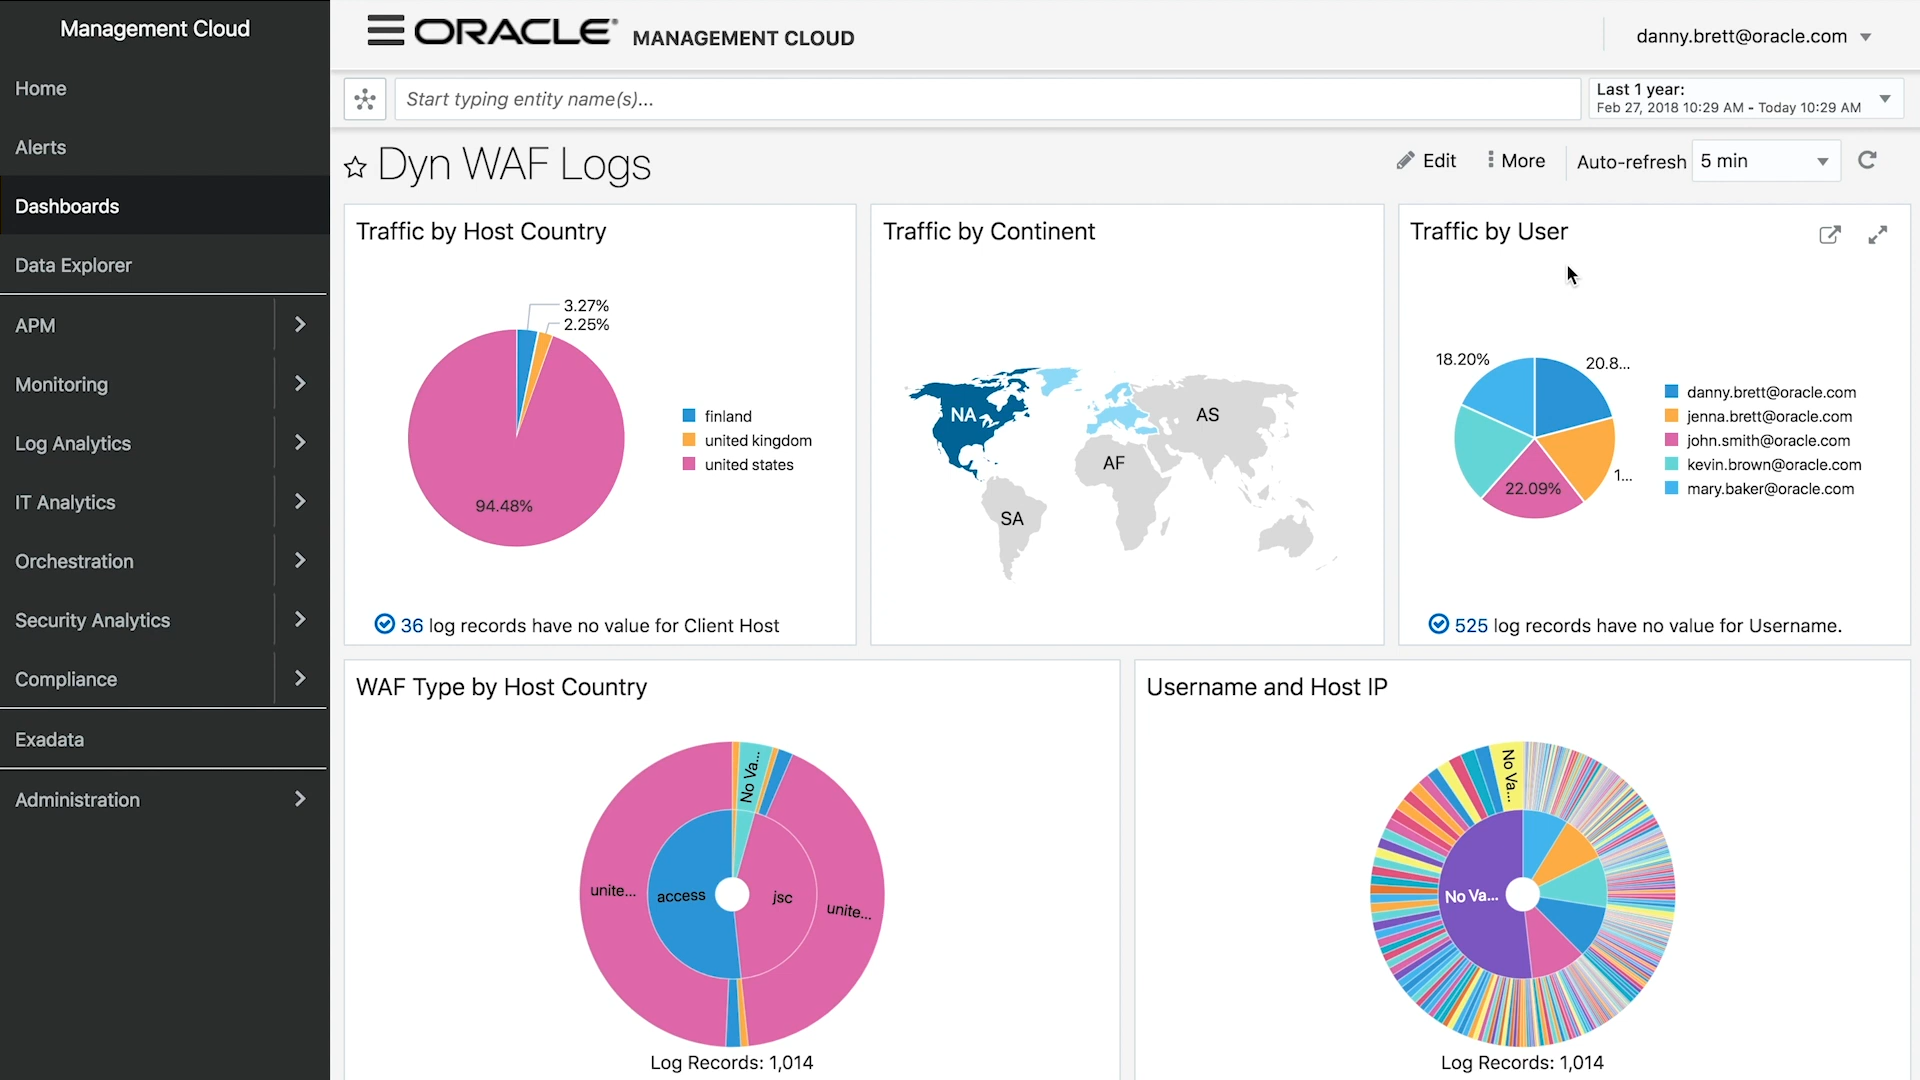 Management Cloud
Home
Alerts
Dashboards
Data Explorer
APM
Monitoring
Log Analytics
IT Analytics
Orchestration
Security Analytics
Compliance
Exadata
Administration
ORACLE MANAGEMENT CLOUD
danny.brett@oracle.com
Start typing entity name(s)...
Last 1 year:
Feb 27, 2018 10:29 AM - Today 10:29 AM
Dyn WAF Logs
Edit
More
Auto-refresh
5 min
Traffic by Host Country
3.27%
2.25%
94.48%
finland
united kingdom
united states
36 log records have no value for Client Host
Traffic by Continent
NA
AS
AF
SA
Traffic by User
18.20%
20.8...
1...
22.09%
danny.brett@oracle.com
jenna.brett@oracle.com
john.smith@oracle.com
kevin.brown@oracle.com
mary.baker@oracle.com
525 log records have no value for Username.
WAF Type by Host Country
No Va...
unite...
access
jsc
unite...
Log Records: 1,014
Username and Host IP
No Va...
No Va...
Log Records: 1,014